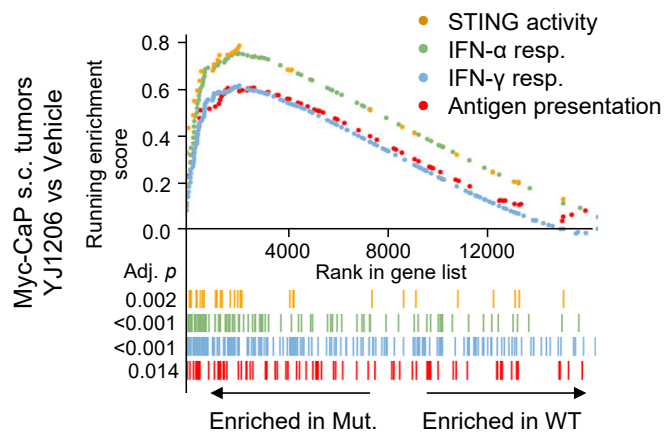 STING activity
IFN-α resp.
IFN-γ resp.
Antigen presentation
Myc-CaP s.c. tumors
YJ1206 vs Vehicle
Running enrichment
score
0.8
0.6
0.4
0.2
0.0
4000
8000
12000
Rank in gene list
Adj. p
0.002
<0.001
<0.001
0.014
Enriched in Mut.
Enriched in WT